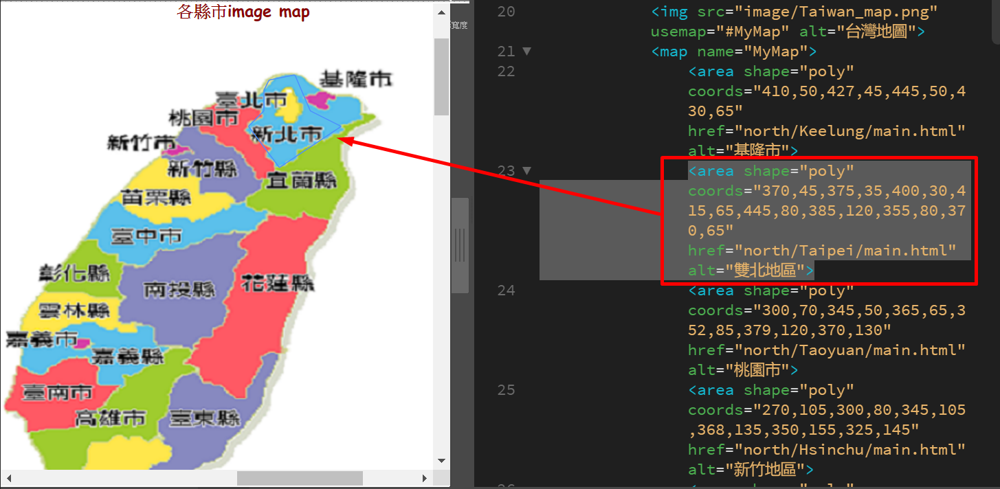 各縣市image map
寬度
基隆市
臺北市
桃園市
新北市
新竹市
新竹縣
宜蘭縣
苗栗縣
臺中市
彰化縣
南投縣
花蓮縣
雲林縣
嘉義市
嘉義縣
臺南市
高雄市
臺東縣
20 <img src="image/Taiwan_map.png"
usemap="#MyMap" alt="台灣地圖">
21 <map name="MyMap">
22 <area shape="poly"
coords="410,50,427,45,445,50,4
30,65"
href="north/Keelung/main.html"
alt="基隆市">
23 <area shape="poly"
coords="370,45,375,35,400,30,4
15,65,445,80,385,120,355,80,37
0,65"
href="north/Taipei/main.html"
alt="雙北地區">
24 <area shape="poly"
coords="300,70,345,50,365,65,3
52,85,379,120,370,130"
href="north/Taoyuan/main.html"
alt="桃園市">
25 <area shape="poly"
coords="270,105,300,80,345,105
,368,135,350,155,325,145"
href="north/Hsinchu/main.html"
alt="新竹地區">